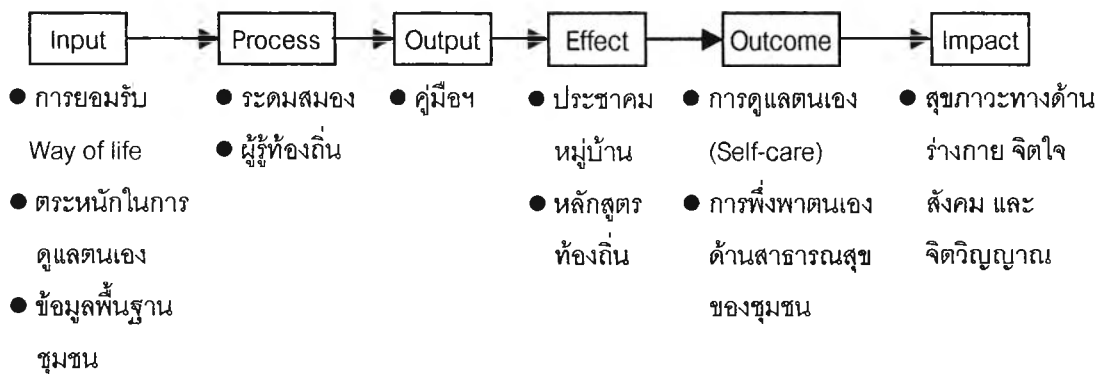 Input Process Output Effect Outcome Impact
● การยอมรับ
Way of life
● ตระหนักในการ
ดูแลตนเอง
● ข้อมูลพื้นฐาน
ชุมชน
● ระดมสมอง
● ผู้รู้ท้องถิ่น
● คู่มือฯ
● ประชาคม
หมู่บ้าน
● หลักสูตร
ท้องถิ่น
● การดูแลตนเอง
(Self-care)
● การพึ่งพาตนเอง
ด้านสาธารณสุข
ของชุมชน
● สุขภาวะทางด้าน
ร่างกาย จิตใจ
สังคม และ
จิตวิญญาณ